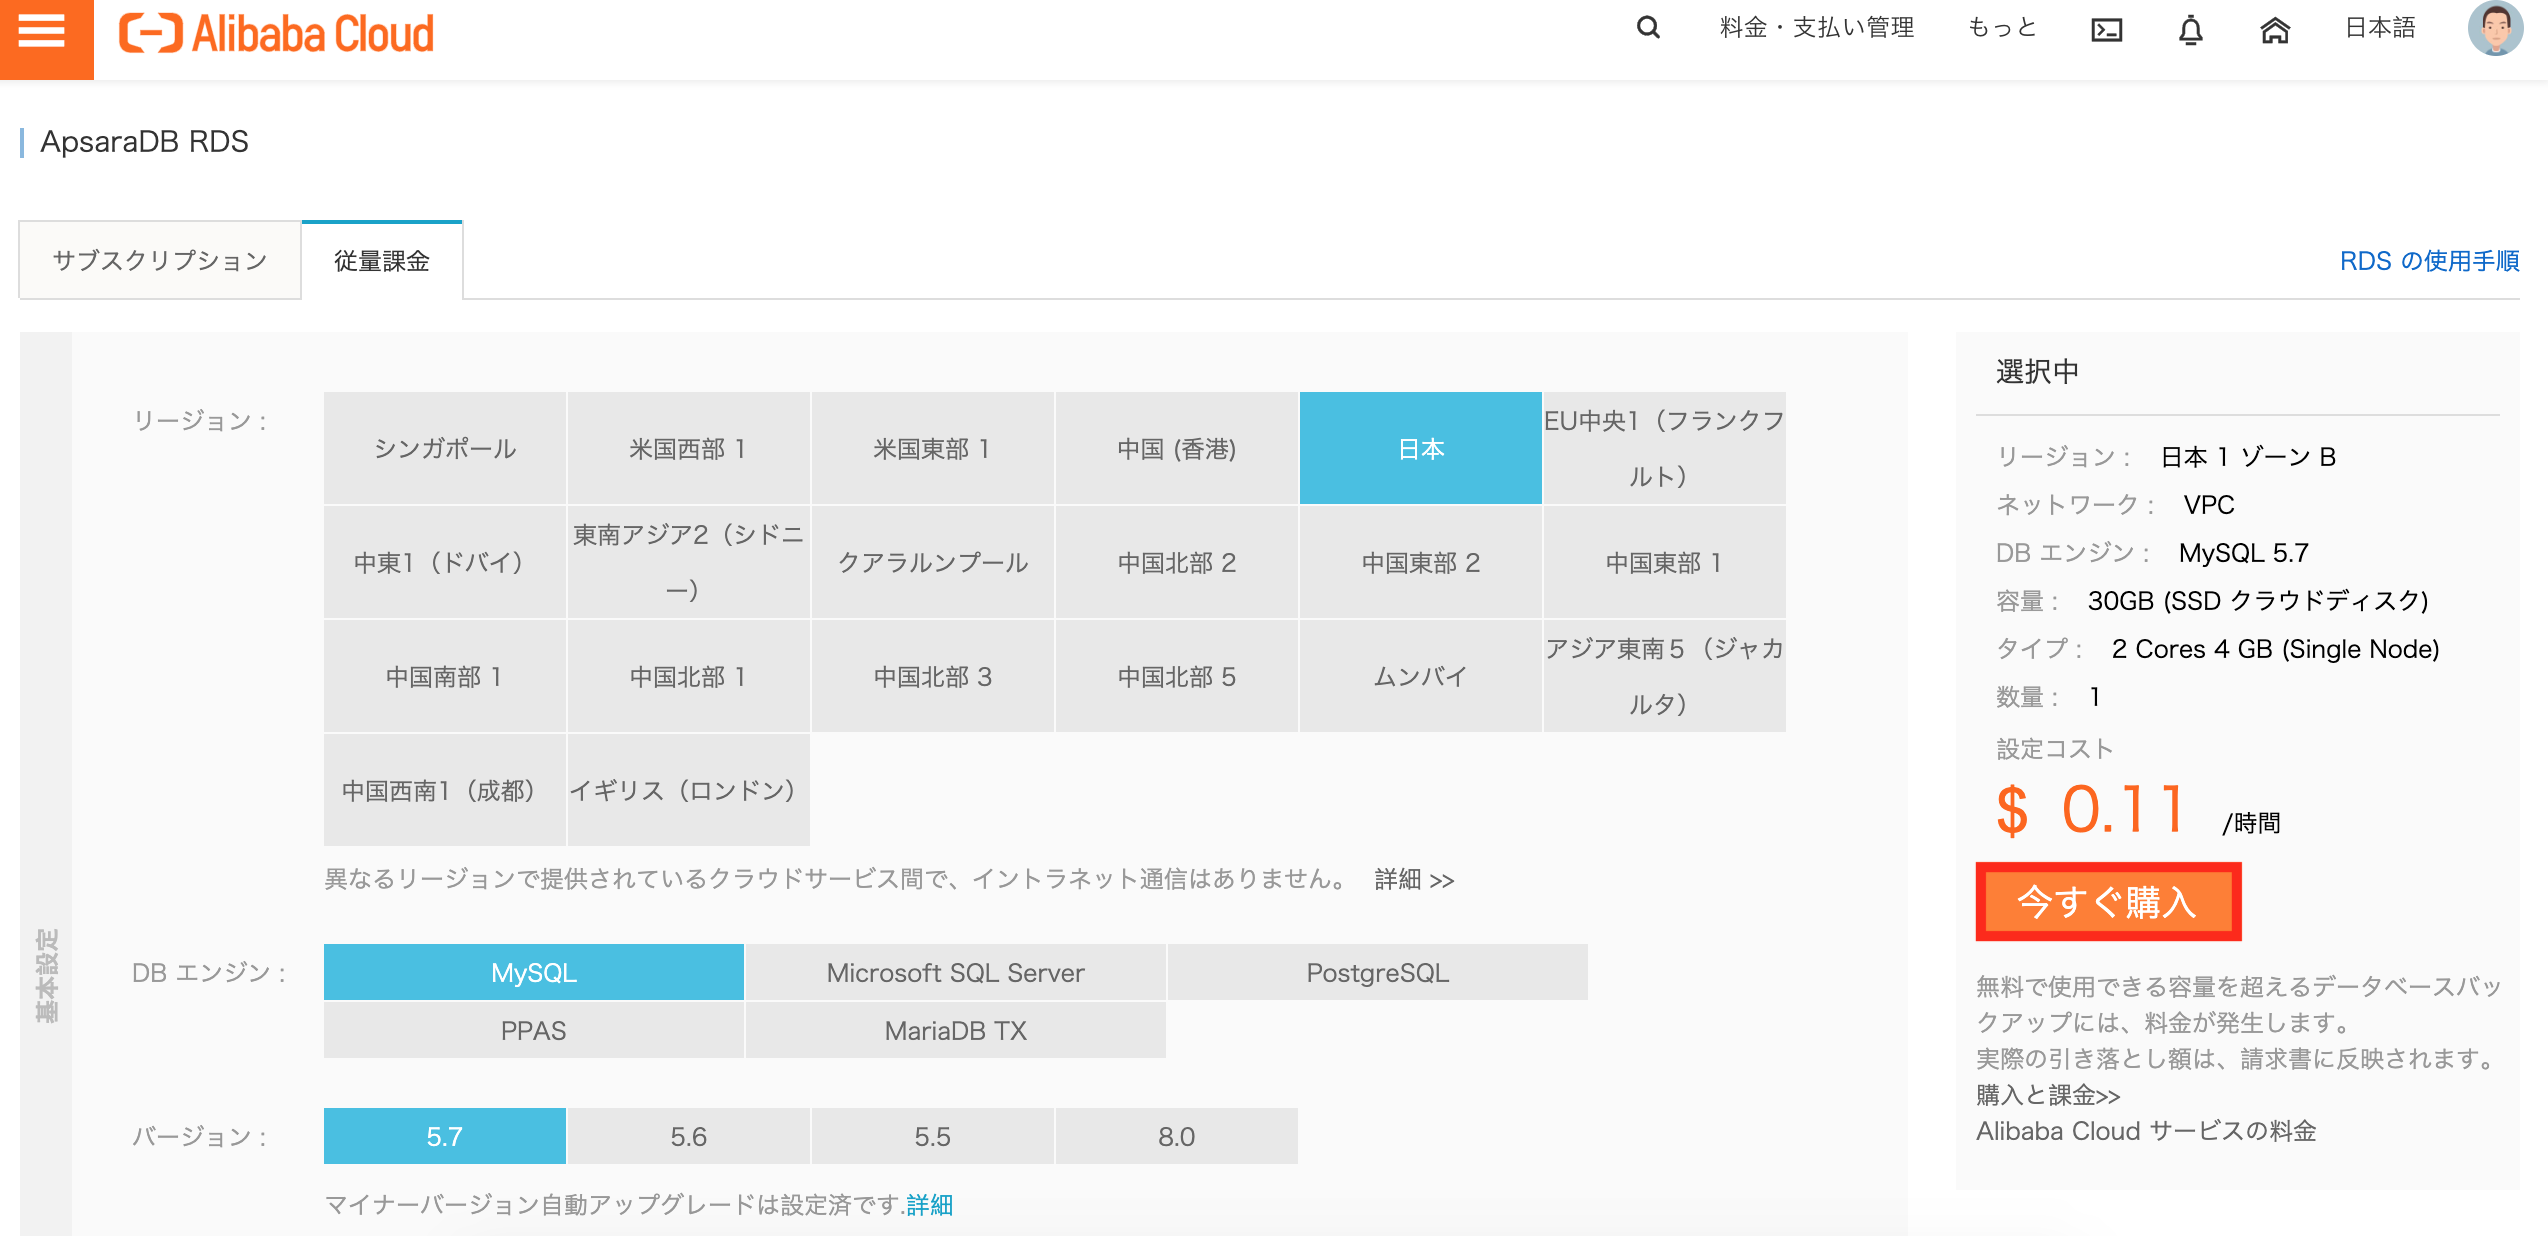 Alibaba Cloud
料金・支払い管理
もっと
日本語
ApsaraDB RDS
サブスクリプション
従量課金
RDS の使用手順
基本設定
リージョン :
シンガポール
米国西部 1
米国東部 1
中国 (香港)
日本
EU中央1（フランクフ
ルト）
中東1（ドバイ）
東南アジア2（シドニ
ー）
クアラルンプール
中国北部 2
中国東部 2
中国東部 1
中国南部 1
中国北部 1
中国北部 3
中国北部 5
ムンバイ
アジア東南 5 （ジャカ
ルタ）
中国西南1（成都）
イギリス（ロンドン）
異なるリージョンで提供されているクラウドサービス間で、イントラネット通信はありません。 詳細 >>
DB エンジン :
MySQL
Microsoft SQL Server
PostgreSQL
PPAS
MariaDB TX
バージョン :
5.7
5.6
5.5
8.0
マイナーバージョン自動アップグレードは設定済です.詳細
選択中
リージョン : 日本 1 ゾーン B
ネットワーク : VPC
DB エンジン : MySQL 5.7
容量 : 30GB (SSD クラウドディスク)
タイプ : 2 Cores 4 GB (Single Node)
数量 : 1
設定コスト
$ 0.11 /時間
今すぐ購入
無料で使用できる容量を超えるデータベースバッ
クアップには、料金が発生します。
実際の引き落とし額は、請求書に反映されます。
購入と課金>>
Alibaba Cloud サービスの料金